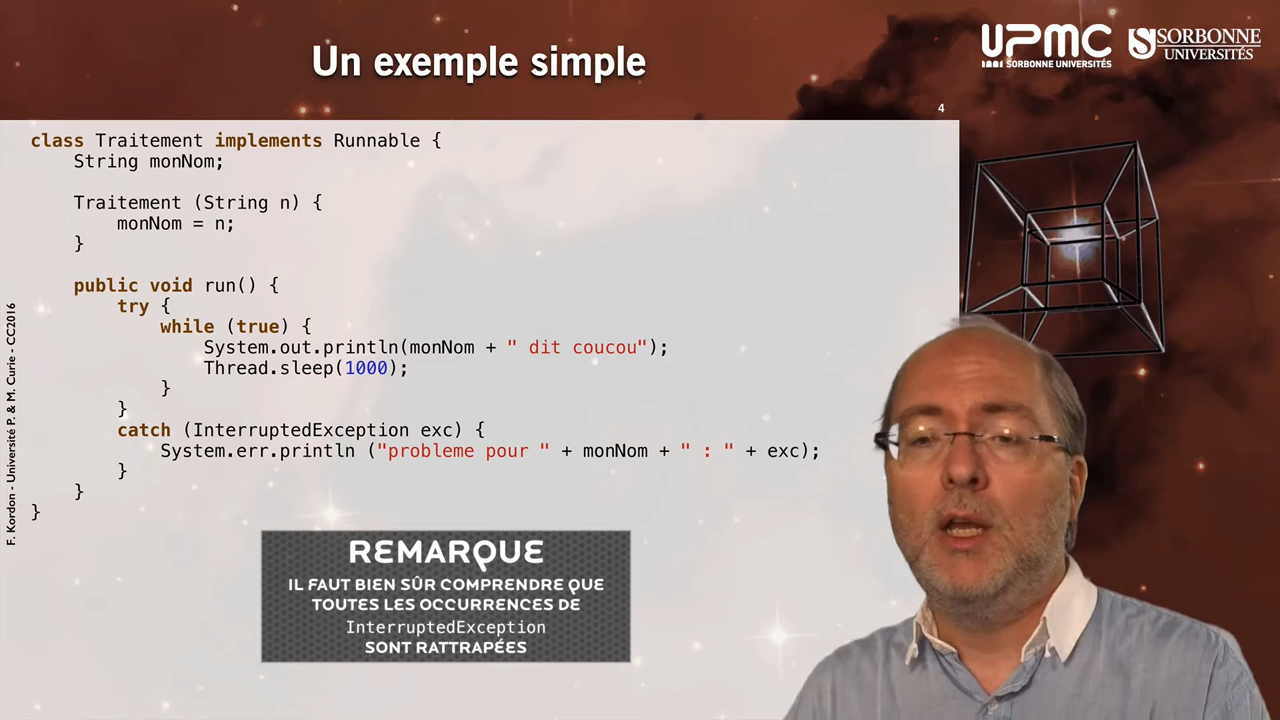 Un exemple simple
UPMC
SORBONNE UNIVERSITÉS
SORBONNE
UNIVERSITÉS
4
class Traitement implements Runnable {
    String monNom;
    Traitement (String n) {
        monNom = n;
    }
    public void run() {
        try {
            while (true) {
                System.out.println(monNom + " dit coucou");
                Thread.sleep(1000);
            }
        }
        catch (InterruptedException exc) {
            System.err.println ("probleme pour " + monNom + " : " + exc);
        }
    }
}
F. Kordon - Université P. & M. Curie - CC2016
REMARQUE
IL FAUT BIEN SÛR COMPRENDRE QUE
TOUTES LES OCCURRENCES DE
InterruptedException
SONT RATTRAPÉES